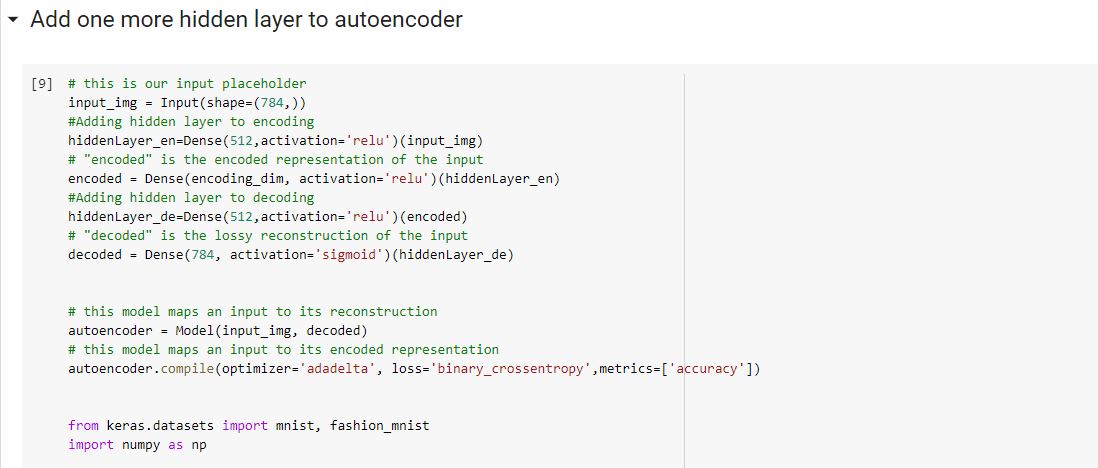 Add one more hidden layer to autoencoder
[9] # this is our input placeholder
input_img = Input(shape=(784,))
#Adding hidden layer to encoding
hiddenLayer_en=Dense(512,activation='relu')(input_img)
# "encoded" is the encoded representation of the input
encoded = Dense(encoding_dim, activation='relu')(hiddenLayer_en)
#Adding hidden layer to decoding
hiddenLayer_de=Dense(512,activation='relu')(encoded)
# "decoded" is the lossy reconstruction of the input
decoded = Dense(784, activation='sigmoid')(hiddenLayer_de)
# this model maps an input to its reconstruction
autoencoder = Model(input_img, decoded)
# this model maps an input to its encoded representation
autoencoder.compile(optimizer='adadelta', loss='binary_crossentropy',metrics=['accuracy'])
from keras.datasets import mnist, fashion_mnist
import numpy as np